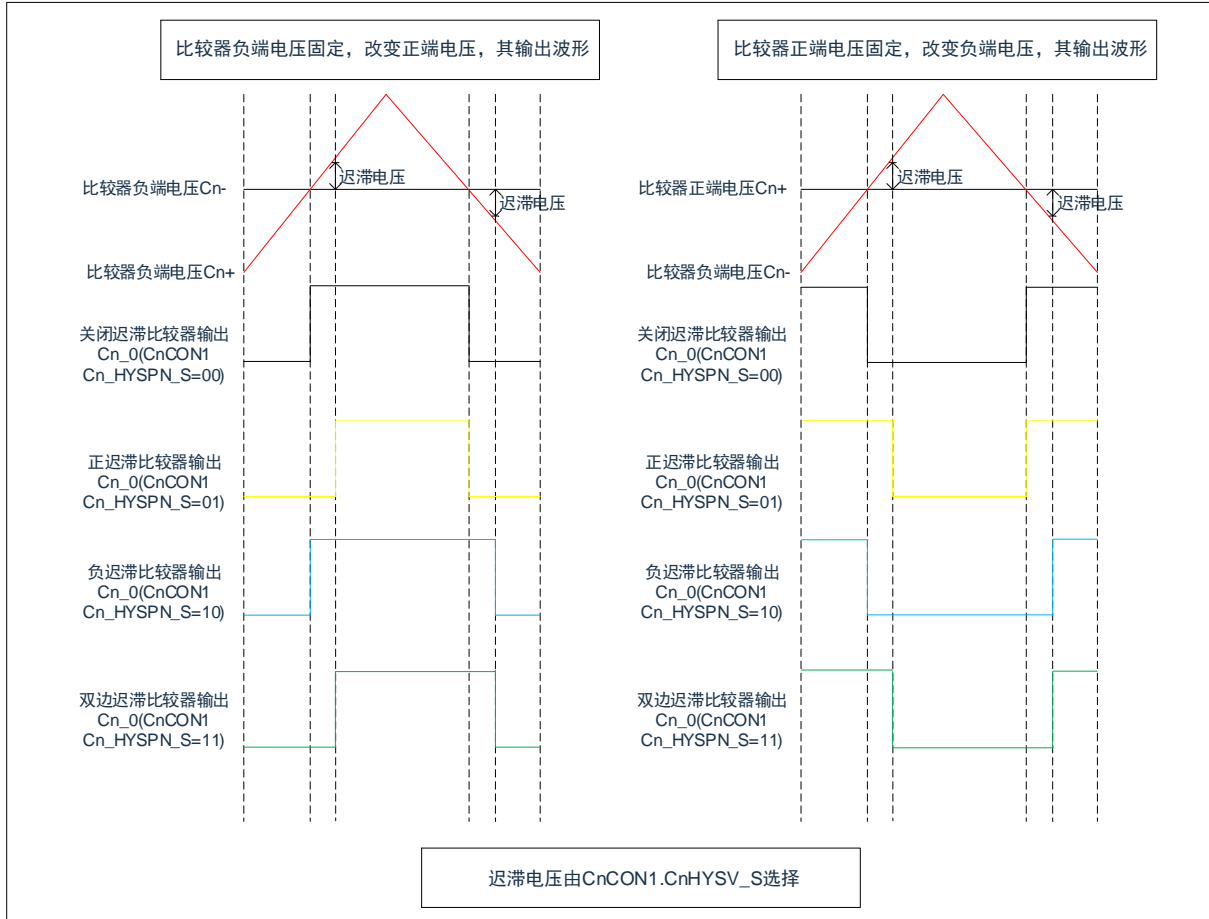 比较器负端电压固定，改变正端电压，其输出波形
迟滞电压
比较器负端电压Cn-
迟滞电压
比较器负端电压Cn+
关闭迟滞比较器输出
Cn_0(CnCON1
Cn_HYSPN_S=00)
正迟滞比较器输出
Cn_0(CnCON1
Cn_HYSPN_S=01)
负迟滞比较器输出
Cn_0(CnCON1
Cn_HYSPN_S=10)
双边迟滞比较器输出
Cn_0(CnCON1
Cn_HYSPN_S=11)
比较器正端电压固定，改变负端电压，其输出波形
迟滞电压
比较器正端电压Cn+
迟滞电压
比较器负端电压Cn-
关闭迟滞比较器输出
Cn_0(CnCON1
Cn_HYSPN_S=00)
正迟滞比较器输出
Cn_0(CnCON1
Cn_HYSPN_S=01)
负迟滞比较器输出
Cn_0(CnCON1
Cn_HYSPN_S=10)
双边迟滞比较器输出
Cn_0(CnCON1
Cn_HYSPN_S=11)
迟滞电压由CnCON1.CnHYSV_S选择